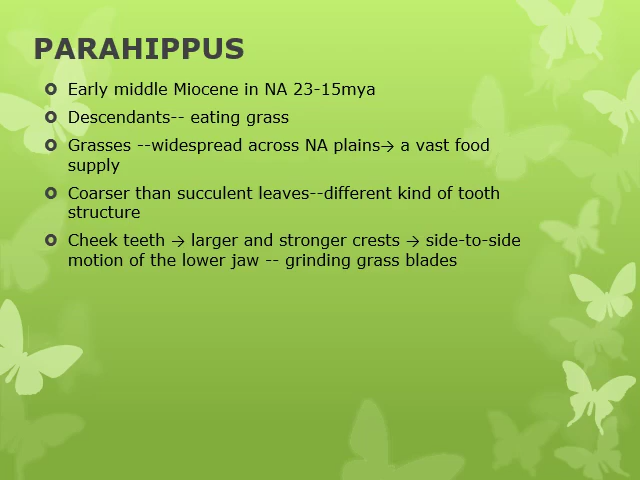 PARAHIPPUS
Early middle Miocene in NA 23-15mya
Descendants-- eating grass
Grasses --widespread across NA plains→ a vast food
supply
Coarser than succulent leaves--different kind of tooth
structure
Cheek teeth → larger and stronger crests → side-to-side
motion of the lower jaw -- grinding grass blades